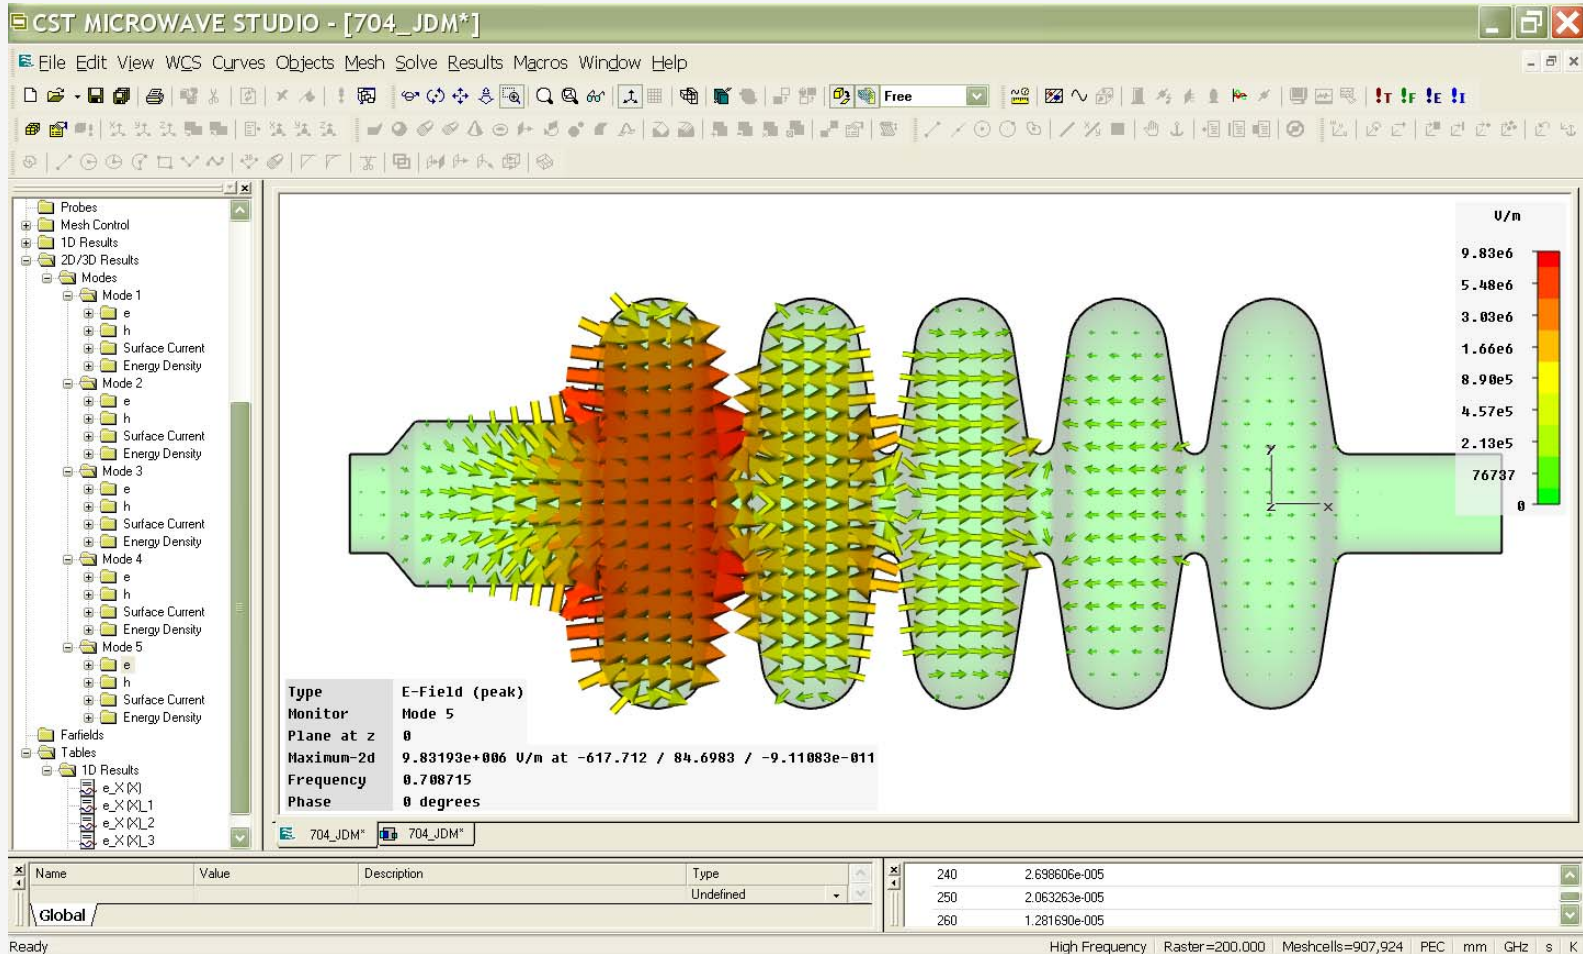 CST MICROWAVE STUDIO - [704_JDM*]
File Edit View WCS Curves Objects Mesh Solve Results Macros Window Help
Free
!T !F !E !I
Probes
Mesh Control
1D Results
2D/3D Results
Modes
Mode 1
e
h
Surface Current
Energy Density
Mode 2
e
h
Surface Current
Energy Density
Mode 3
e
h
Surface Current
Energy Density
Mode 4
e
h
Surface Current
Energy Density
Mode 5
e
h
Surface Current
Energy Density
Farfields
Tables
1D Results
e_X (X)
e_X (X)_1
e_X (X)_2
e_X (X)_3
V/m
9.83e6
5.48e6
3.03e6
1.66e6
8.90e5
4.57e5
2.13e5
76737
0
Y
Z X
Type E-Field (peak)
Monitor Mode 5
Plane at z 0
Maximum-2d 9.83193e+006 V/m at -617.712 / 84.6983 / -9.11083e-011
Frequency 0.708715
Phase 0 degrees
704_JDM* 704_JDM*
Name Value Description Type
Undefined
Global
240 2.698606e-005
250 2.063263e-005
260 1.281690e-005
Ready High Frequency Raster=200.000 Meshcells=907,924 PEC mm GHz s K